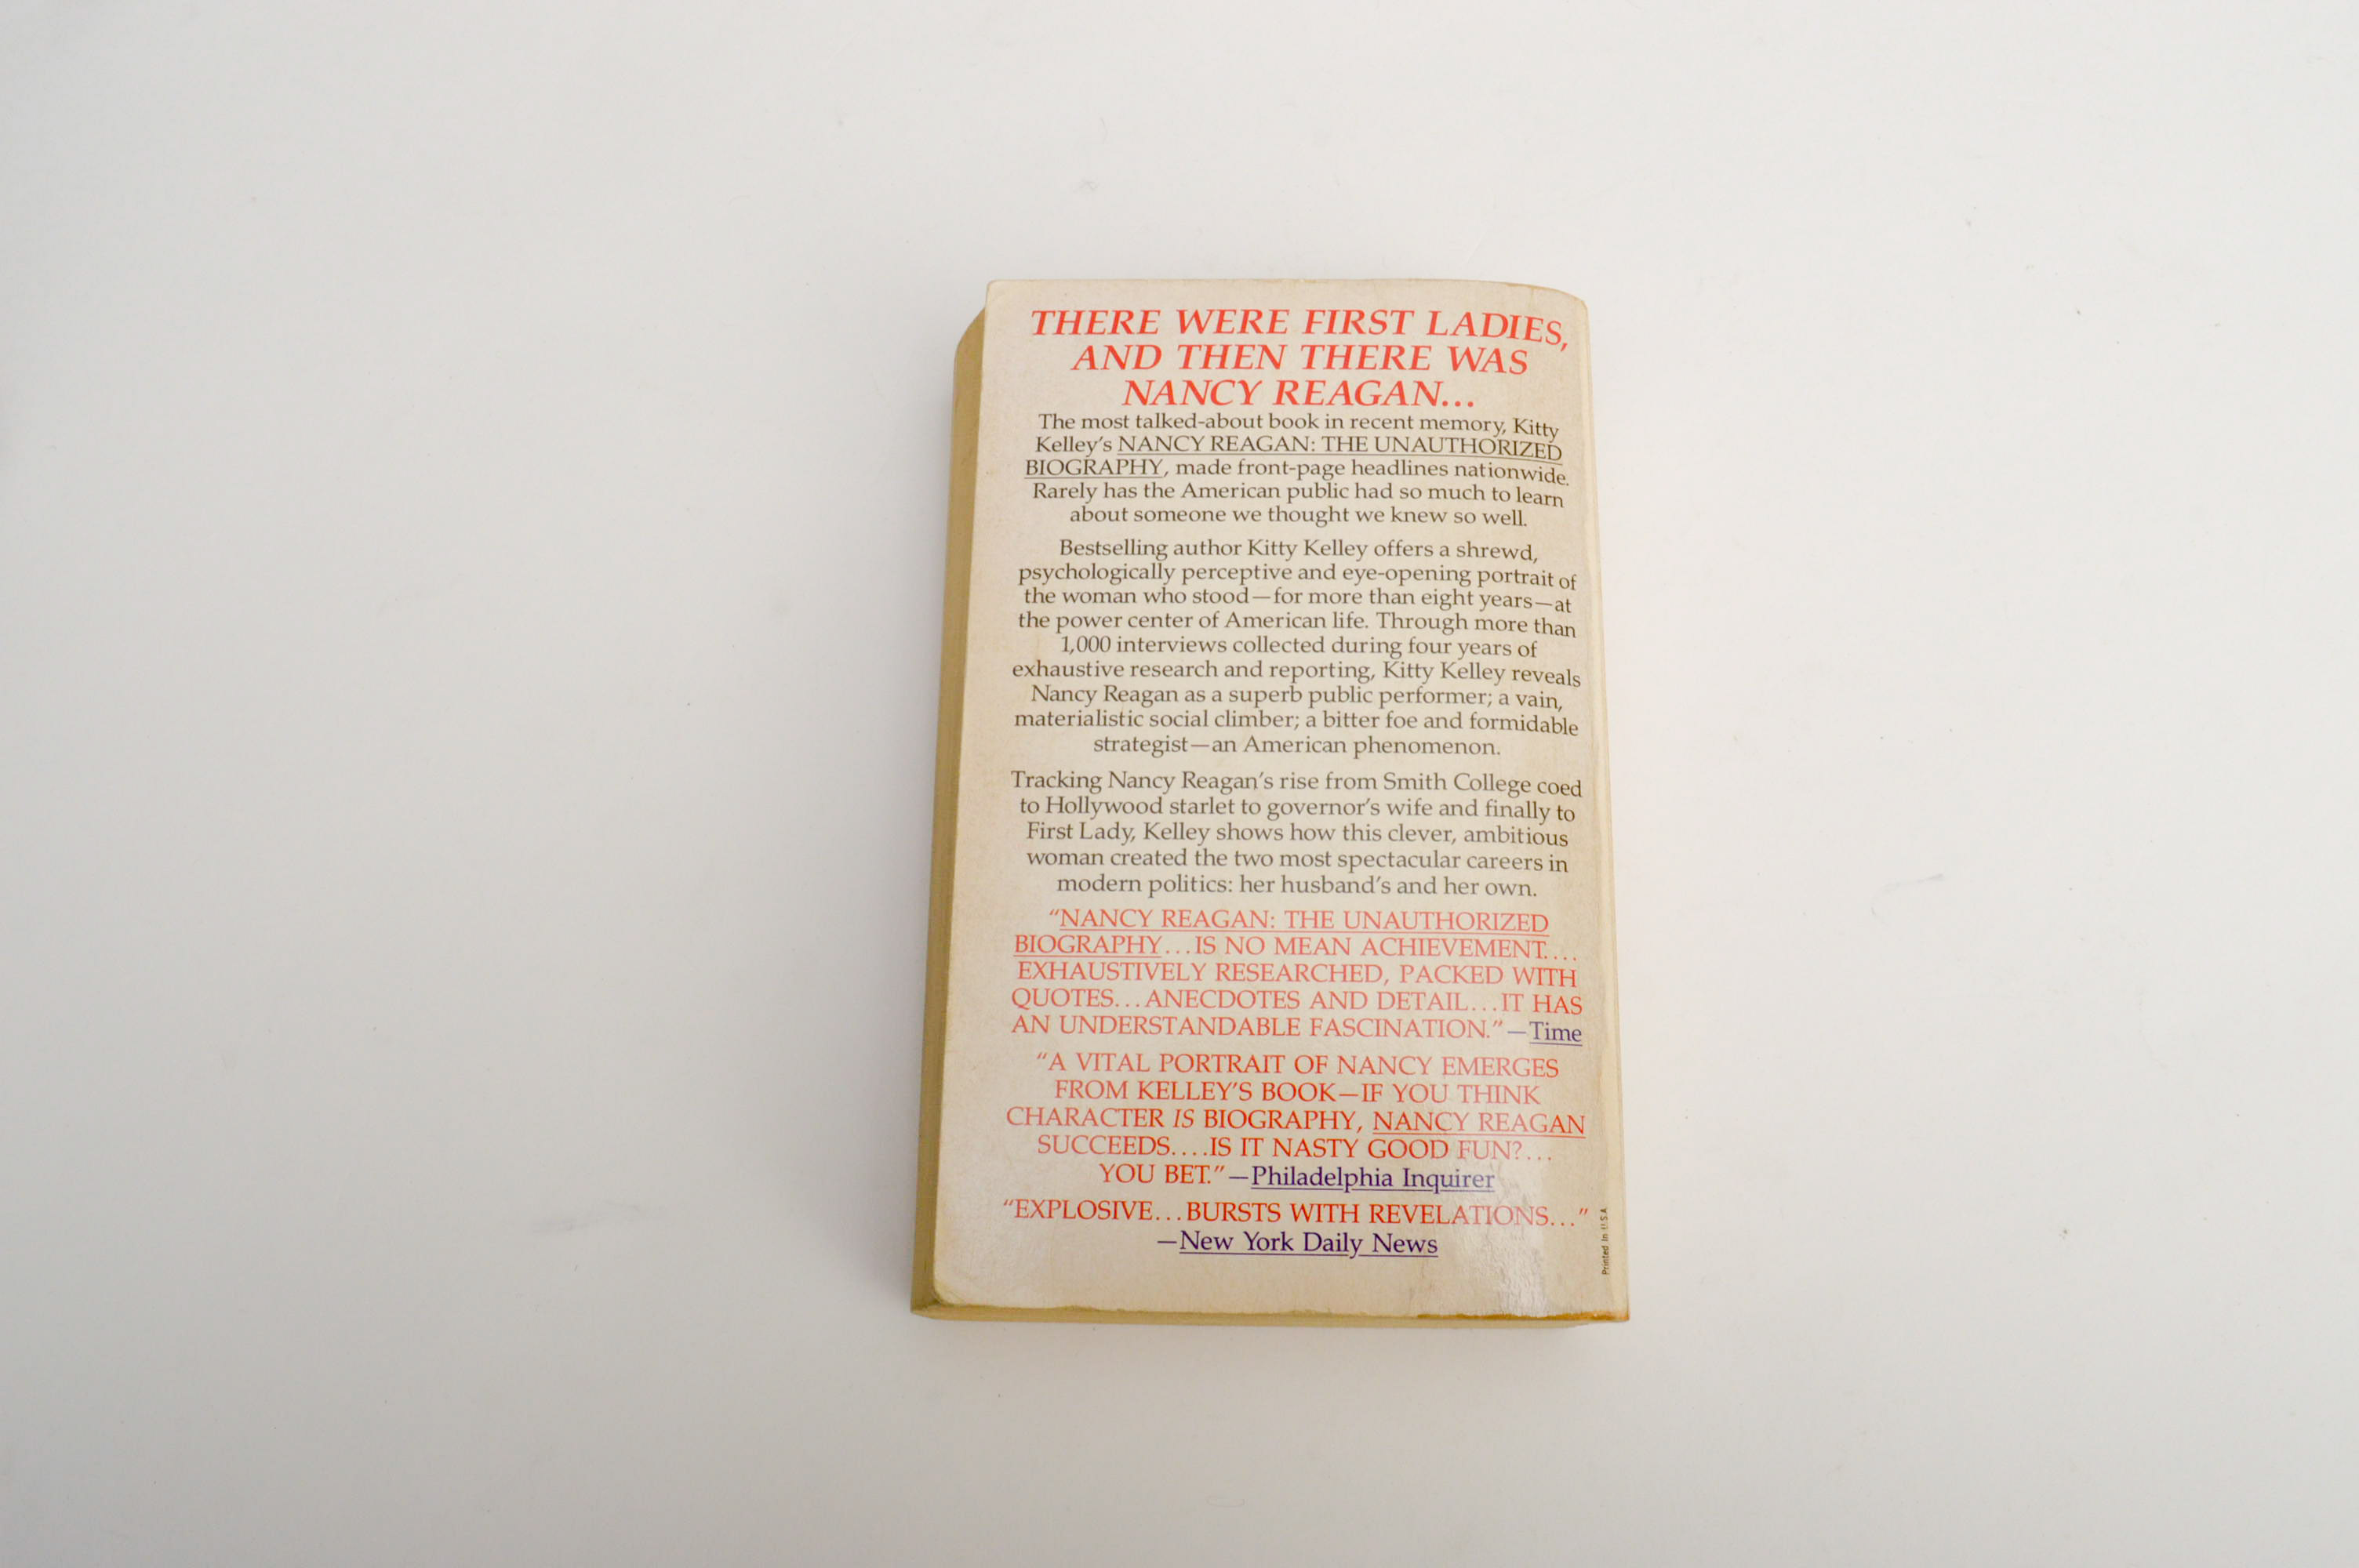 THERE WERE FIRST LADIES,
AND THEN THERE WAS
NANCY REAGAN...
The most talked-about book in recent memory, Kitty
Kelley's NANCY REAGAN: THE UNAUTHORIZED
BIOGRAPHY, made front-page headlines nationwide.
Rarely has the American public had so much to learn
about someone we thought we knew so well.
Bestselling author Kitty Kelley offers a shrewd,
psychologically perceptive and eye-opening portrait of
the woman who stood—for more than eight years—at
the power center of American life. Through more than
1,000 interviews collected during four years of
exhaustive research and reporting, Kitty Kelley reveals
Nancy Reagan as a superb public performer; a vain,
materialistic social climber; a bitter foe and formidable
strategist—an American phenomenon.
Tracking Nancy Reagan's rise from Smith College coed
to Hollywood starlet to governor's wife and finally to
First Lady, Kelley shows how this clever, ambitious
woman created the two most spectacular careers in
modern politics: her husband's and her own.
"NANCY REAGAN: THE UNAUTHORIZED
BIOGRAPHY...IS NO MEAN ACHIEVEMENT....
EXHAUSTIVELY RESEARCHED, PACKED WITH
QUOTES...ANECDOTES AND DETAIL...IT HAS
AN UNDERSTANDABLE FASCINATION."—Time
"A VITAL PORTRAIT OF NANCY EMERGES
FROM KELLEY'S BOOK—IF YOU THINK
CHARACTER IS BIOGRAPHY, NANCY REAGAN
SUCCEEDS....IS IT NASTY GOOD FUN?...
YOU BET."—Philadelphia Inquirer
"EXPLOSIVE...BURSTS WITH REVELATIONS..."
—New York Daily News
Printed In U.S.A.